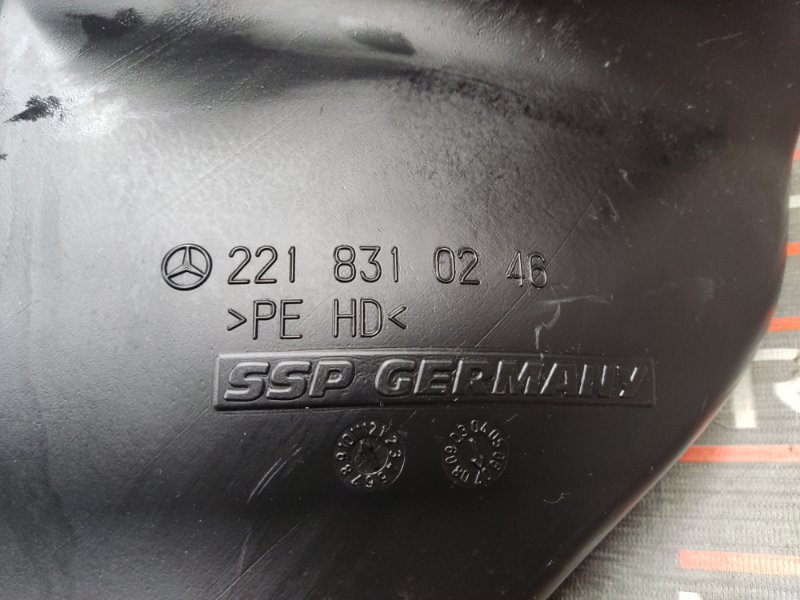 221 831 02 46
>PE HD<
SSP GERMANY